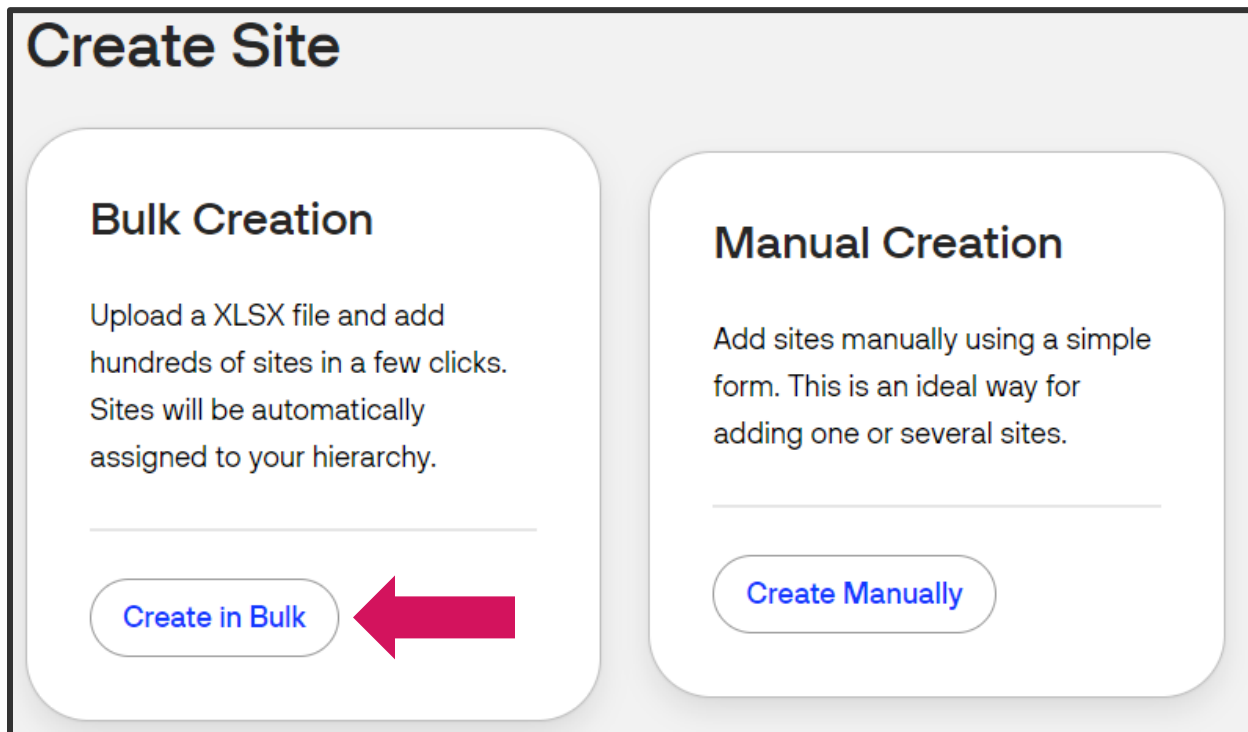 Create Site
Bulk Creation
Upload a XLSX file and add
hundreds of sites in a few clicks.
Sites will be automatically
assigned to your hierarchy.
Create in Bulk
Manual Creation
Add sites manually using a simple
form. This is an ideal way for
adding one or several sites.
Create Manually